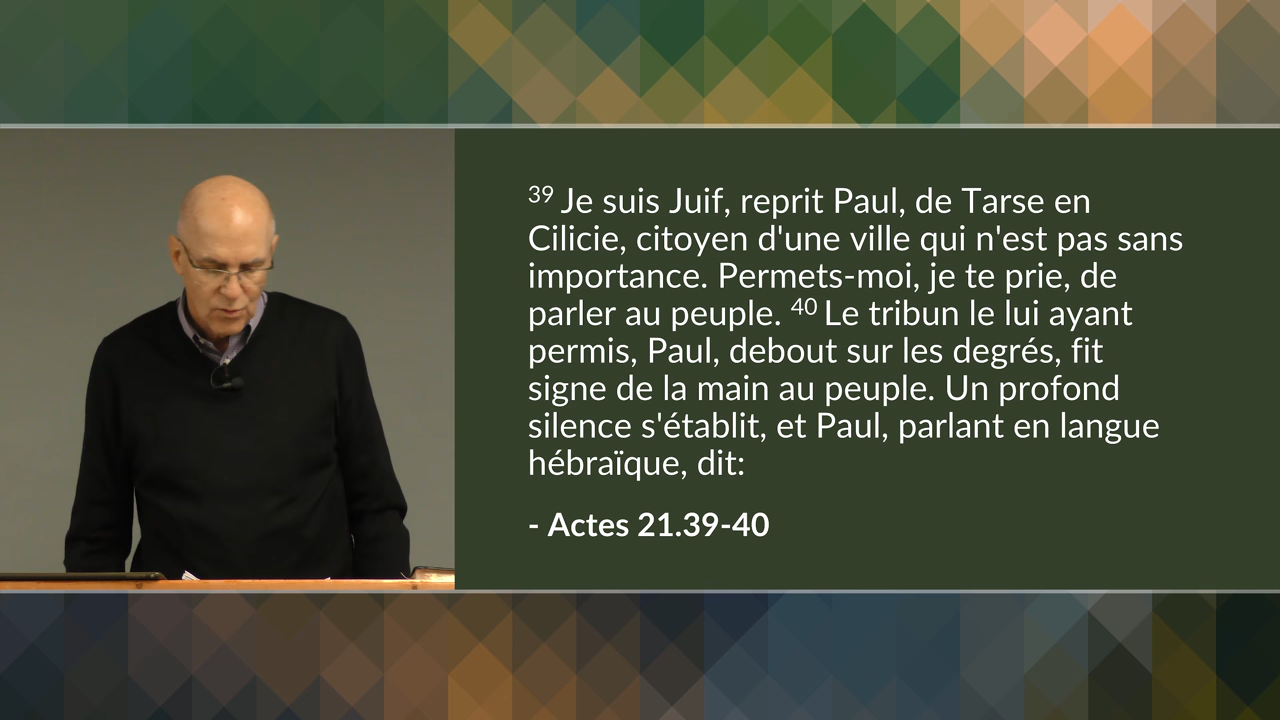 39 Je suis Juif, reprit Paul, de Tarse en
Cilicie, citoyen d'une ville qui n'est pas sans
importance. Permets-moi, je te prie, de
parler au peuple. 40 Le tribun le lui ayant
permis, Paul, debout sur les degrés, fit
signe de la main au peuple. Un profond
silence s'établit, et Paul, parlant en langue
hébraïque, dit:
- Actes 21.39-40